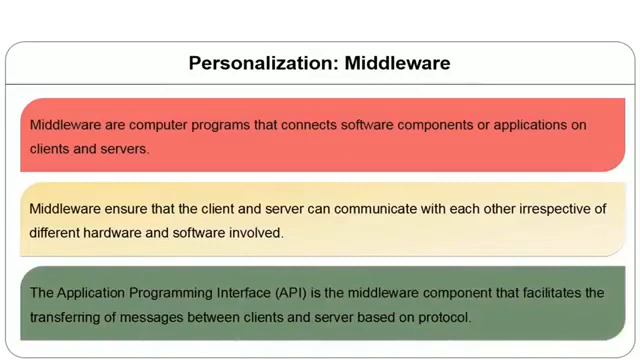 Personalization: Middleware
Middleware are computer programs that connects software components or applications on
clients and servers.
Middleware ensure that the client and server can communicate with each other irrespective of
different hardware and software involved.
The Application Programming Interface (API) is the middleware component that facilitates the
transferring of messages between clients and server based on protocol.